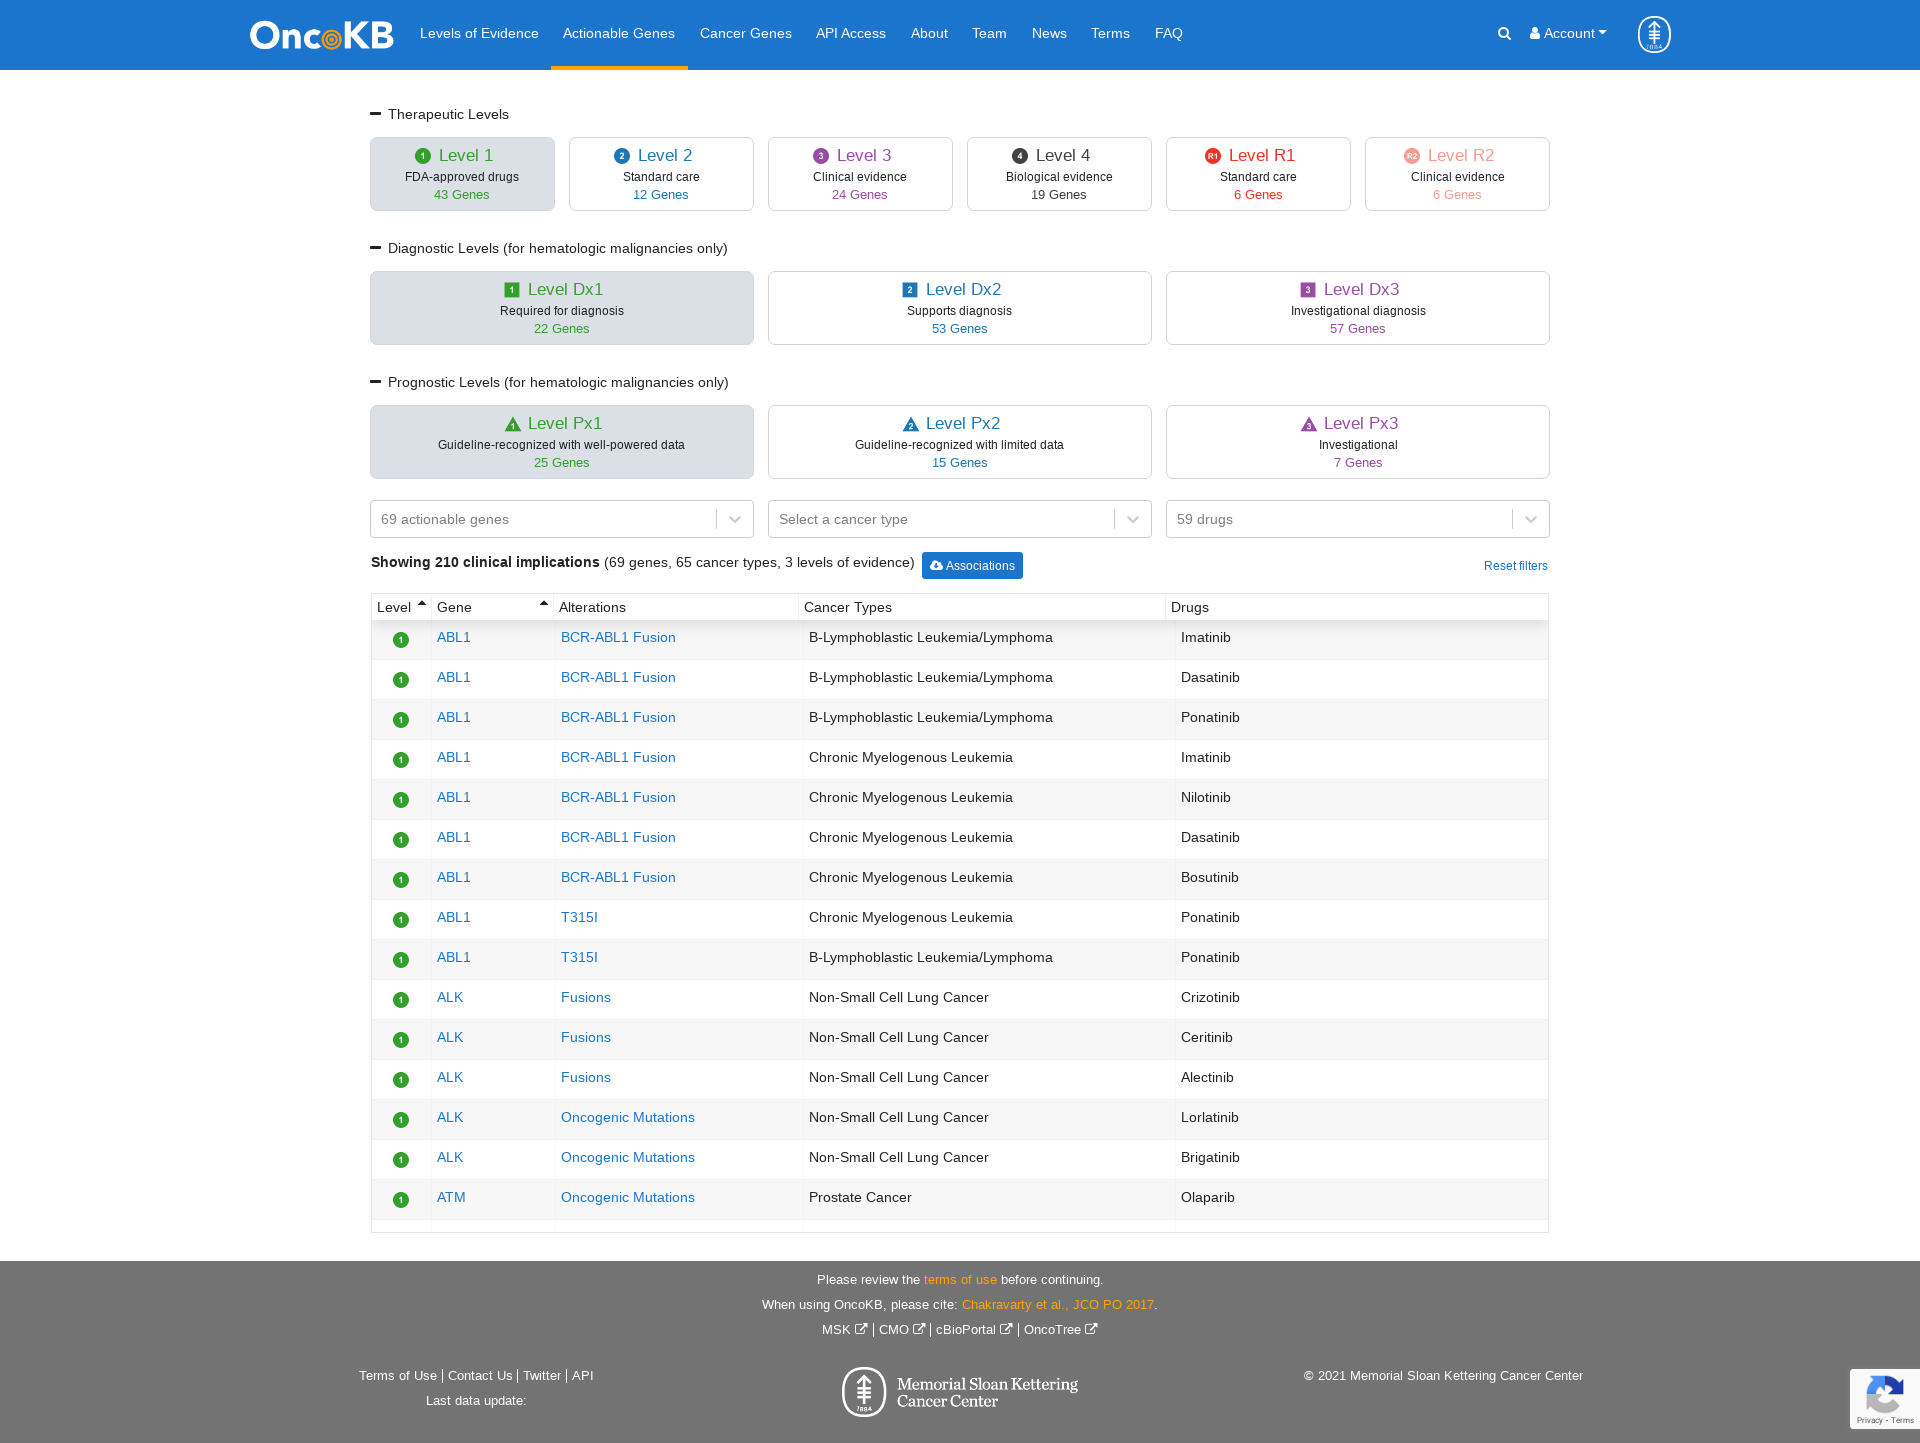 OncoKB Levels of Evidence Actionable Genes Cancer Genes API Access About Team News Terms FAQ Account
Therapeutic Levels
1 Level 1 2 Level 2 3 Level 3 4 Level 4 R1 Level R1 R2 Level R2
FDA-approved drugs Standard care Clinical evidence Biological evidence Standard care Clinical evidence
43 Genes 12 Genes 24 Genes 19 Genes 6 Genes 6 Genes
Diagnostic Levels (for hematologic malignancies only)
1 Level Dx1 2 Level Dx2 3 Level Dx3
Required for diagnosis Supports diagnosis Investigational diagnosis
22 Genes 53 Genes 57 Genes
Prognostic Levels (for hematologic malignancies only)
1 Level Px1 2 Level Px2 3 Level Px3
Guideline-recognized with well-powered data Guideline-recognized with limited data Investigational
25 Genes 15 Genes 7 Genes
69 actionable genes Select a cancer type 59 drugs
Showing 210 clinical implications (69 genes, 65 cancer types, 3 levels of evidence) Associations Reset filters
Level Gene Alterations Cancer Types Drugs
1 ABL1 BCR-ABL1 Fusion B-Lymphoblastic Leukemia/Lymphoma Imatinib
1 ABL1 BCR-ABL1 Fusion B-Lymphoblastic Leukemia/Lymphoma Dasatinib
1 ABL1 BCR-ABL1 Fusion B-Lymphoblastic Leukemia/Lymphoma Ponatinib
1 ABL1 BCR-ABL1 Fusion Chronic Myelogenous Leukemia Imatinib
1 ABL1 BCR-ABL1 Fusion Chronic Myelogenous Leukemia Nilotinib
1 ABL1 BCR-ABL1 Fusion Chronic Myelogenous Leukemia Dasatinib
1 ABL1 BCR-ABL1 Fusion Chronic Myelogenous Leukemia Bosutinib
1 ABL1 T315I Chronic Myelogenous Leukemia Ponatinib
1 ABL1 T315I B-Lymphoblastic Leukemia/Lymphoma Ponatinib
1 ALK Fusions Non-Small Cell Lung Cancer Crizotinib
1 ALK Fusions Non-Small Cell Lung Cancer Ceritinib
1 ALK Fusions Non-Small Cell Lung Cancer Alectinib
1 ALK Oncogenic Mutations Non-Small Cell Lung Cancer Lorlatinib
1 ALK Oncogenic Mutations Non-Small Cell Lung Cancer Brigatinib
1 ATM Oncogenic Mutations Prostate Cancer Olaparib
Please review the terms of use before continuing.
When using OncoKB, please cite: Chakravarty et al., JCO PO 2017.
MSK | CMO | cBioPortal | OncoTree
Terms of Use | Contact Us | Twitter | API
Last data update:
1884 Memorial Sloan Kettering
Cancer Center
© 2021 Memorial Sloan Kettering Cancer Center
Privacy - Terms